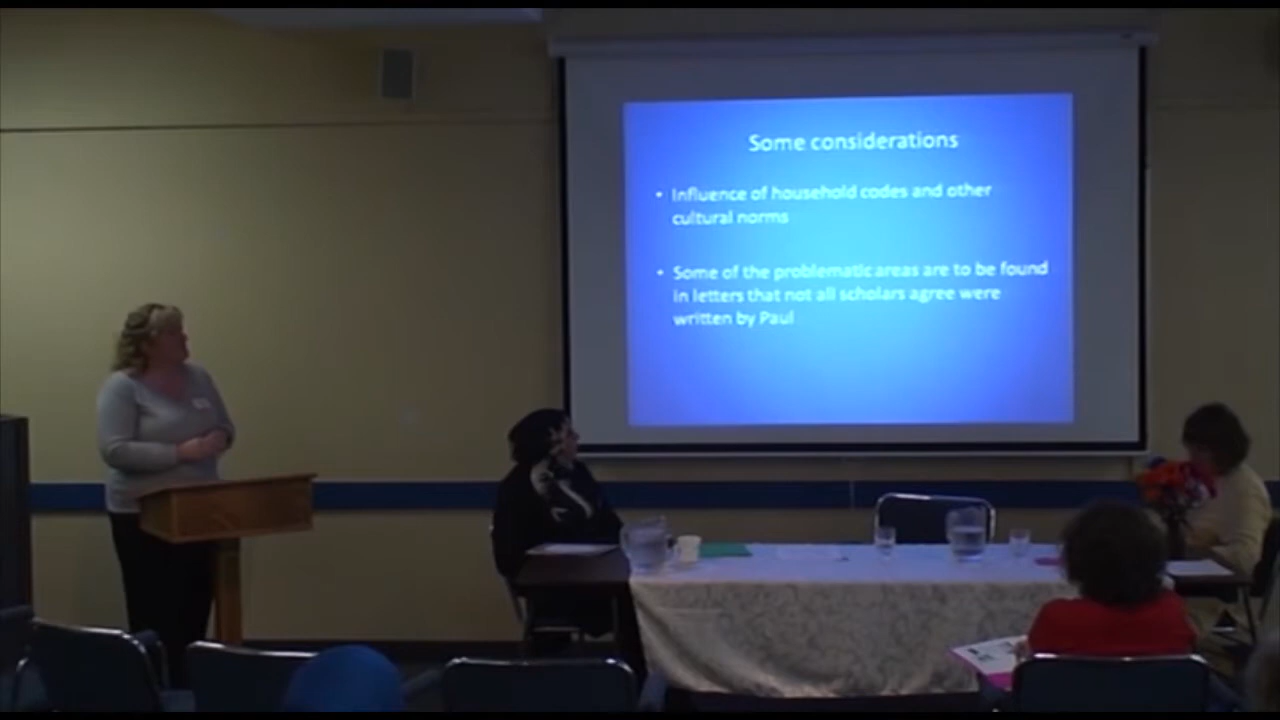 Some considerations
• Influence of household codes and other
cultural norms
• Some of the problematic areas are to be found
in letters that not all scholars agree were
written by Paul